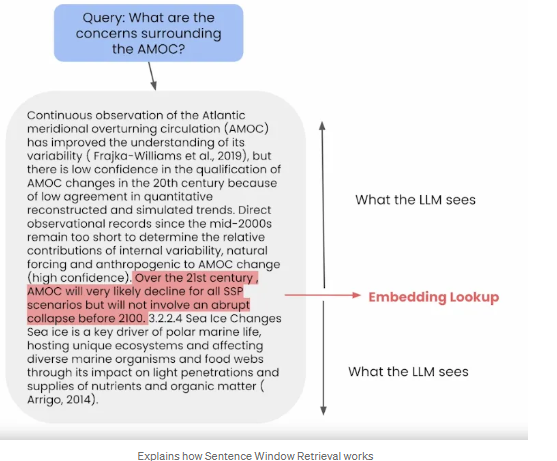 Query: What are the
concerns surrounding
the AMOC?
Continuous observation of the Atlantic
meridional overturning circulation (AMOC)
has improved the understanding of its
variability ( Frajka-Williams et al., 2019), but
there is low confidence in the qualification of
AMOC changes in the 20th century because
of low agreement in quantitative
reconstructed and simulated trends. Direct
observational records since the mid-2000s
remain too short to determine the relative
contributions of internal variability, natural
forcing and anthropogenic to AMOC change
(high confidence). Over the 21st century ,
AMOC will very likely decline for all SSP
scenarios but will not involve an abrupt
collapse before 2100. 3.2.2.4 Sea Ice Changes
Sea ice is a key driver of polar marine life,
hosting unique ecosystems and affecting
diverse marine organisms and food webs
through its impact on light penetrations and
supplies of nutrients and organic matter (
Arrigo, 2014).
What the LLM sees
Embedding Lookup
What the LLM sees
Explains how Sentence Window Retrieval works